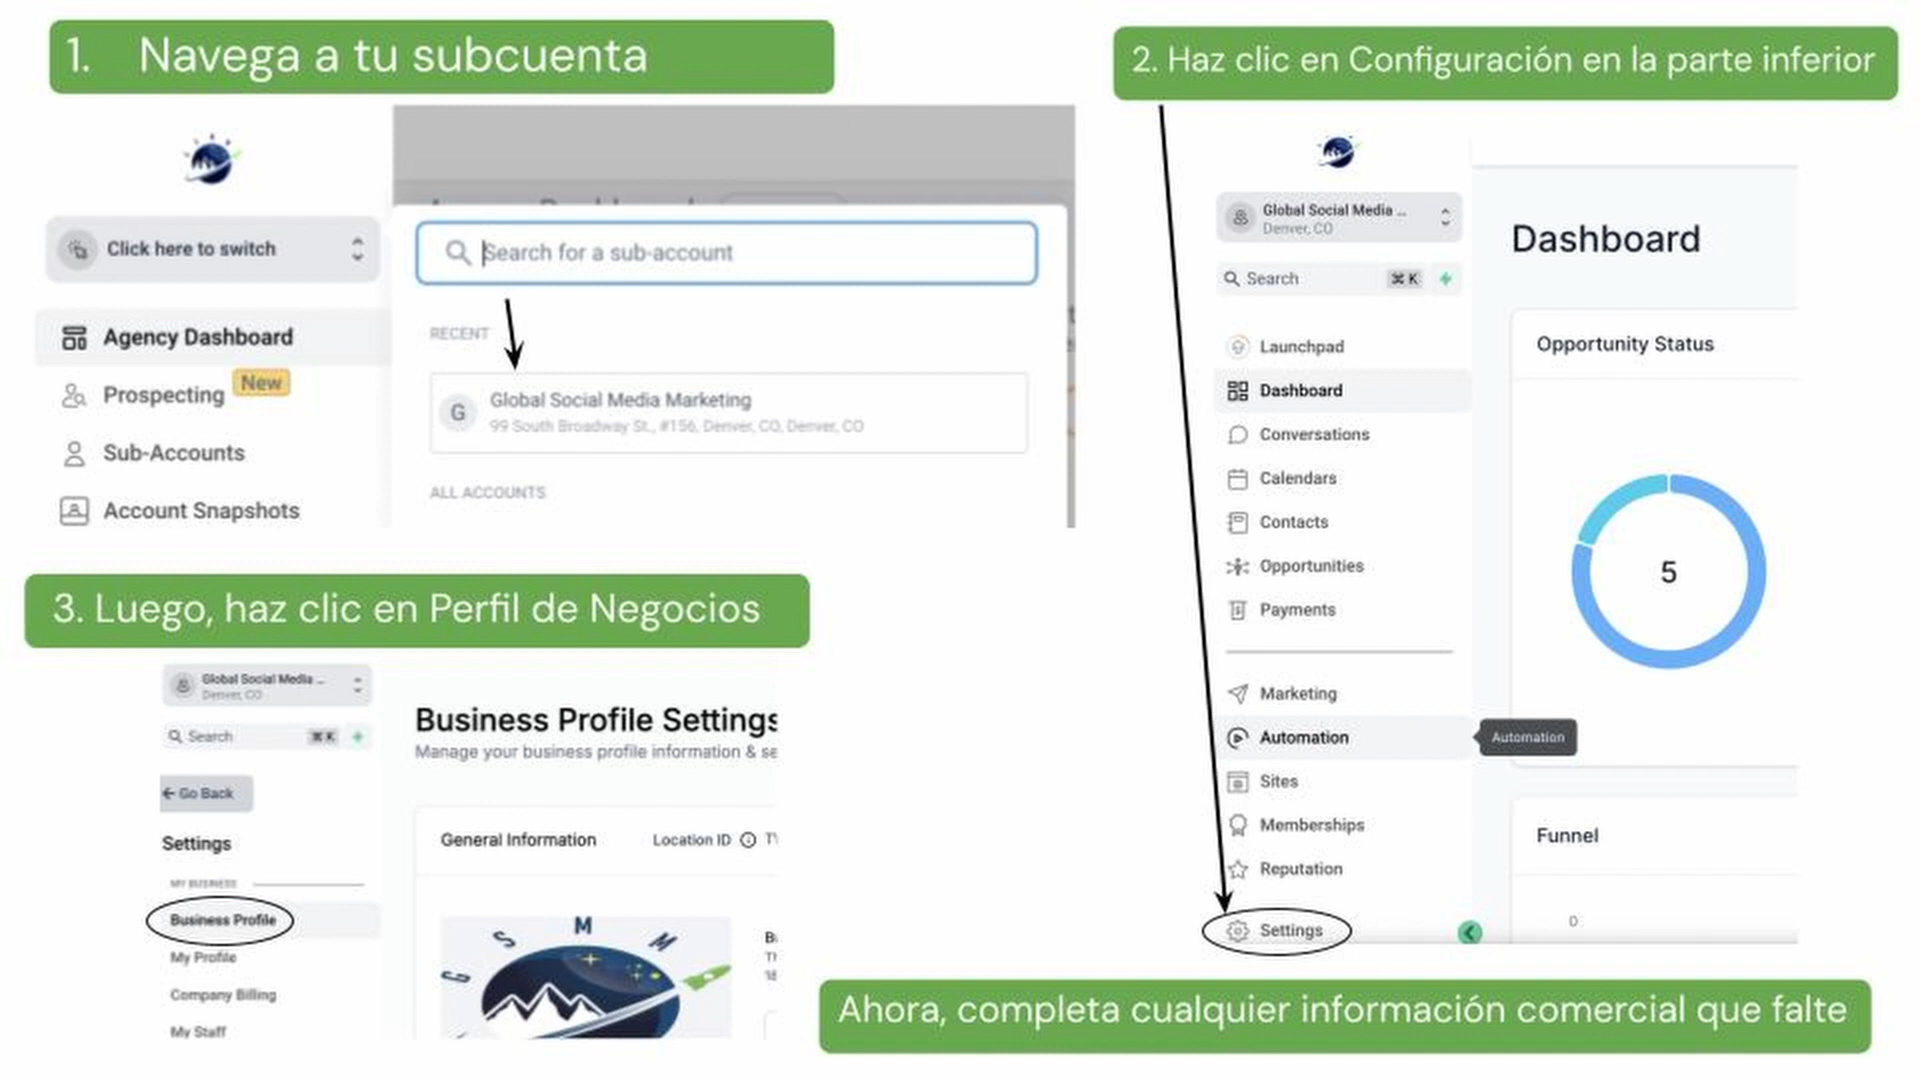 1. Navega a tu subcuenta
Click here to switch
Agency Dashboard
Prospecting New
Sub-Accounts
Account Snapshots
Search for a sub-account
RECENT
G
Global Social Media Marketing
99 South Broadway St., #156, Denver, CO, Denver, CO
ALL ACCOUNTS
2. Haz clic en Configuración en la parte inferior
Global Social Media ...
Denver, CO
Search ⌘ K
Launchpad
Dashboard
Conversations
Calendars
Contacts
Opportunities
Payments
Marketing
Automation
Automation
Sites
Memberships
Reputation
Settings
Dashboard
Opportunity Status
5
Funnel
0
3. Luego, haz clic en Perfil de Negocios
Global Social Media ...
Denver, CO
Search ⌘ K
← Go Back
Settings
MY BUSINESS
Business Profile
My Profile
Company Billing
My Staff
Business Profile Settings
Manage your business profile information & se
General Information Location ID
G S M M
Ahora, completa cualquier información comercial que falte